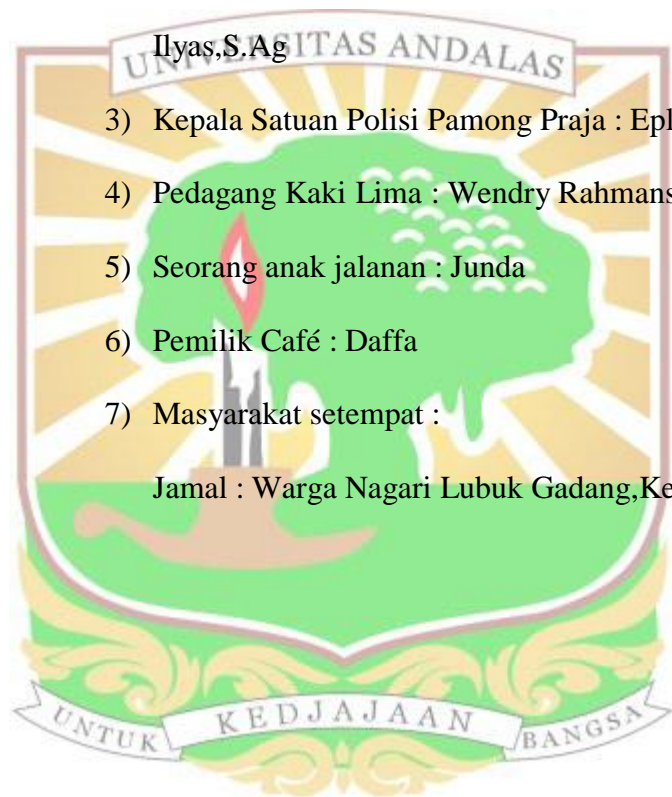 UNIVERSITAS ANDALAS
Ilyas,S.Ag
3) Kepala Satuan Polisi Pamong Praja : Epl
4) Pedagang Kaki Lima : Wendry Rahmans
5) Seorang anak jalanan : Junda
6) Pemilik Café : Daffa
7) Masyarakat setempat :
Jamal : Warga Nagari Lubuk Gadang,Ke
UNTUK KEDJAJAAN BANGSA